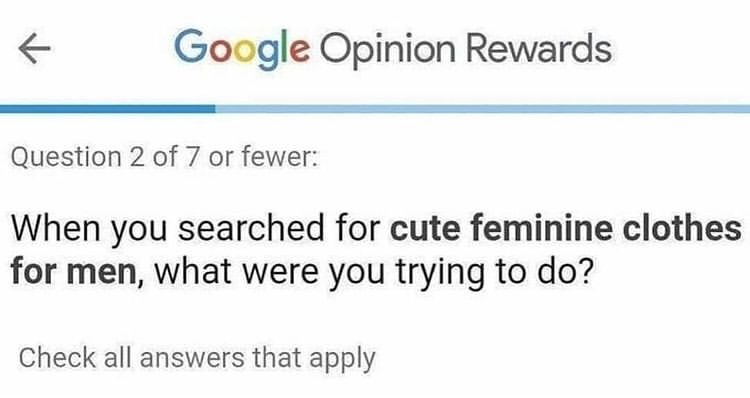 Google Opinion Rewards
Question 2 of 7 or fewer:
When you searched for cute feminine clothes
for men, what were you trying to do?
Check all answers that apply